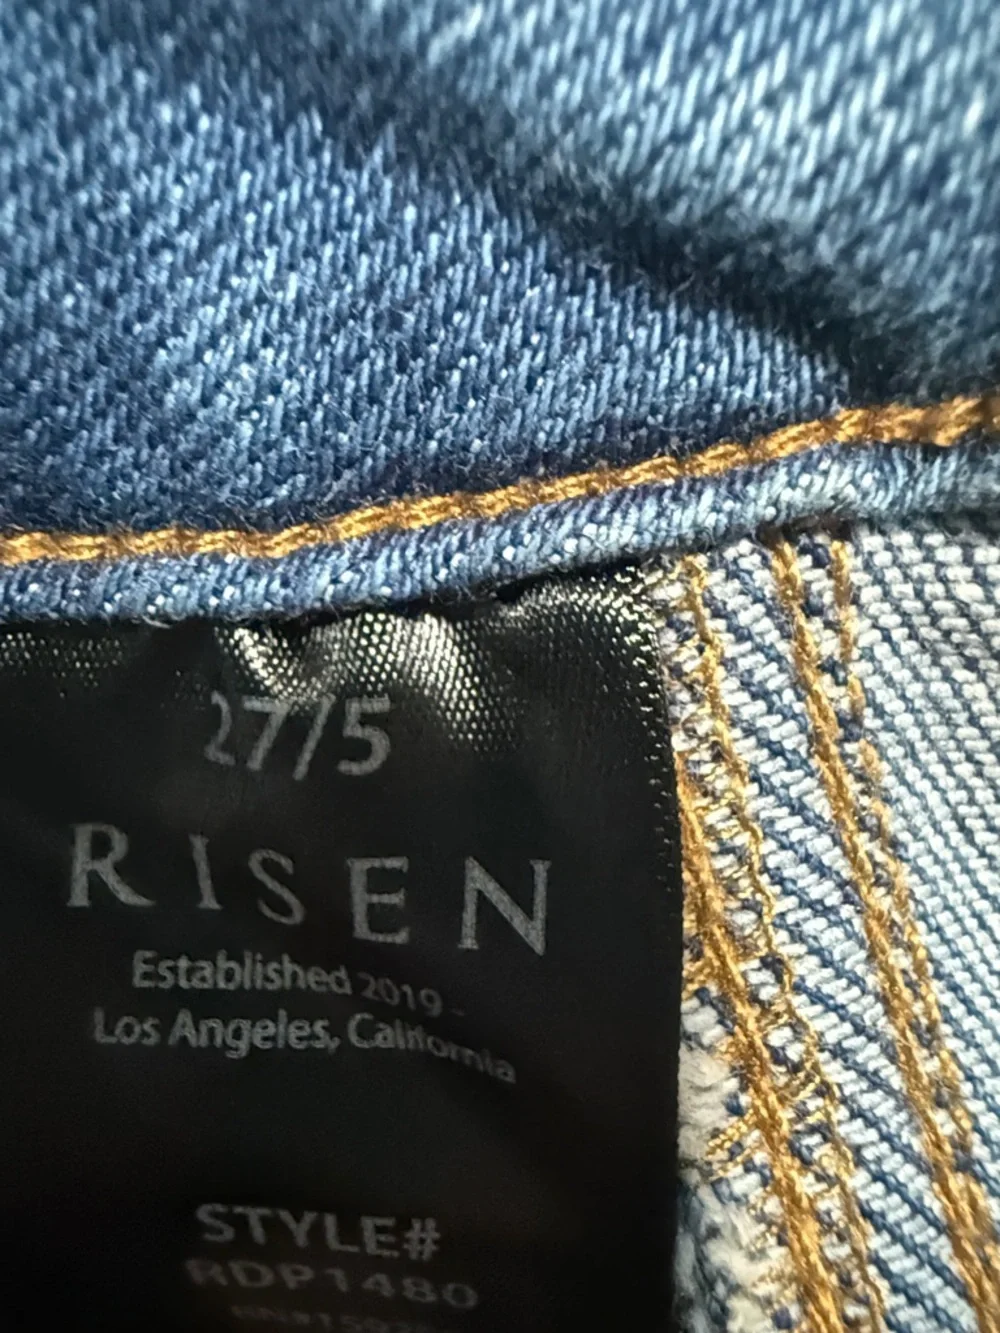 27/5
RISEN
Established 2019 -
Los Angeles, California
STYLE#
RDP1480